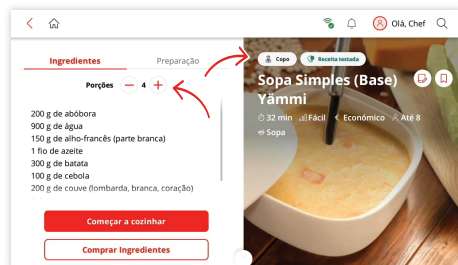 Olá, Chef
Ingredientes
Preparação
Porções 4
200 g de abóbora
900 g de água
150 g de alho-francês (parte branca)
1 fio de azeite
300 g de batata
100 g de cebola
200 g de couve (lombarda, branca, coração)
Começar a cozinhar
Comprar Ingredientes
Copo
Receita testada
Sopa Simples (Base)
Yämmi
32 min Fácil € Económico Até 8
Sopa